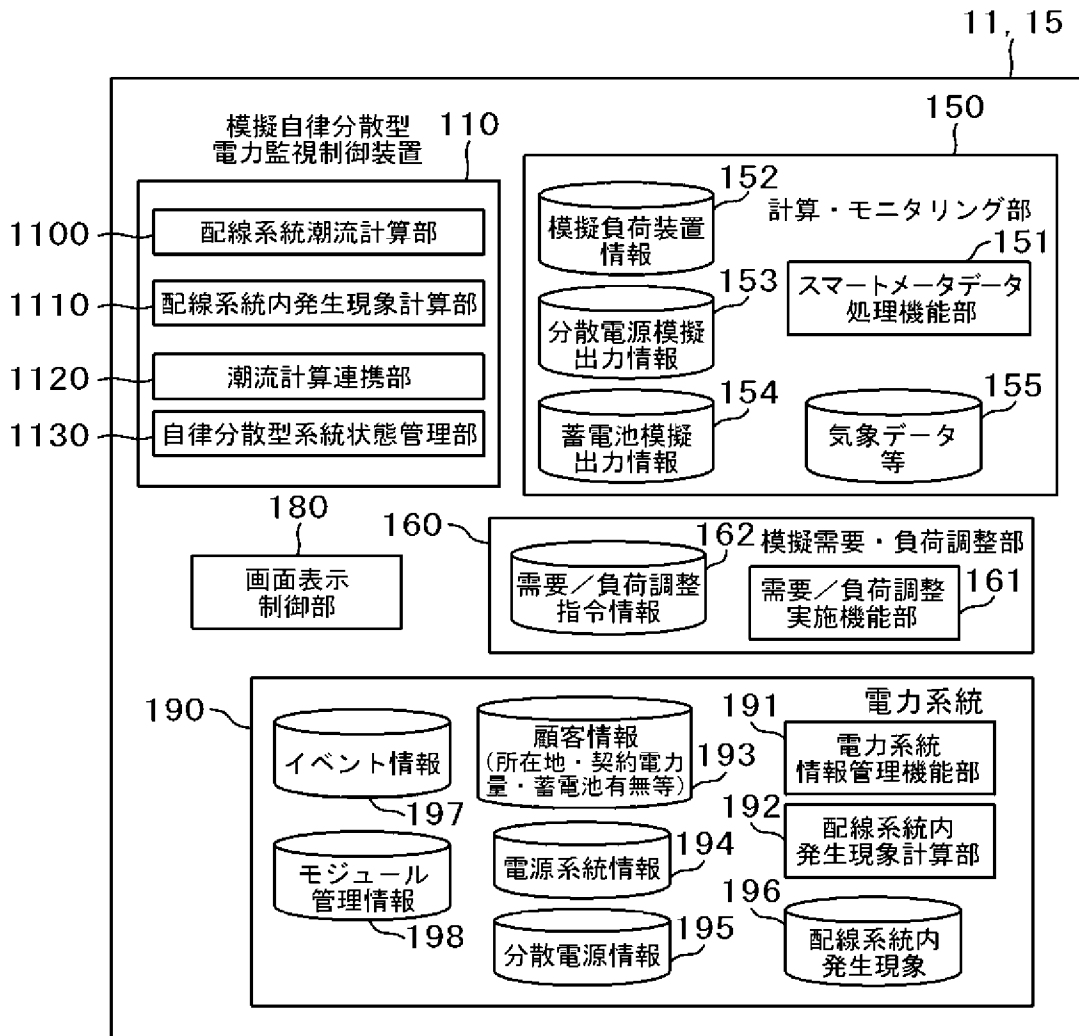 11, 15
模擬自律分散型
電力監視制御装置
110
1100
配線系統潮流計算部
1110
配線系統内発生現象計算部
1120
潮流計算連携部
1130
自律分散型系統状態管理部
150
計算・モニタリング部
152
模擬負荷装置
情報
151
スマートメータデータ
処理機能部
153
分散電源模擬
出力情報
154
蓄電池模擬
出力情報
155
気象データ
等
180
画面表示
制御部
160
模擬需要・負荷調整部
162
需要／負荷調整
指令情報
161
需要／負荷調整
実施機能部
190
電力系統
イベント情報
197
モジュール
管理情報
198
顧客情報
(所在地・契約電力
量・蓄電池有無等)
193
電源系統情報
194
分散電源情報
195
191
電力系統
情報管理機能部
192
配線系統内
発生現象計算部
196
配線系統内
発生現象